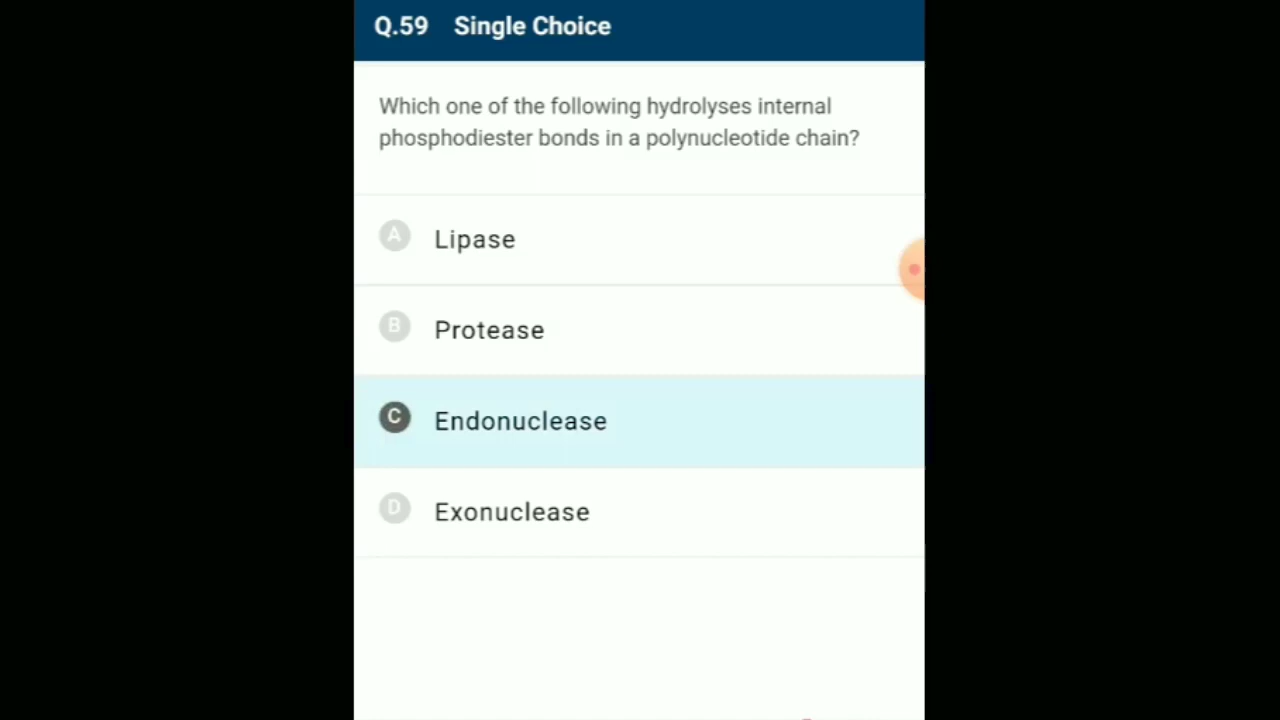 Q.59 Single Choice
Which one of the following hydrolyses internal
phosphodiester bonds in a polynucleotide chain?
A Lipase
B Protease
C Endonuclease
D Exonuclease